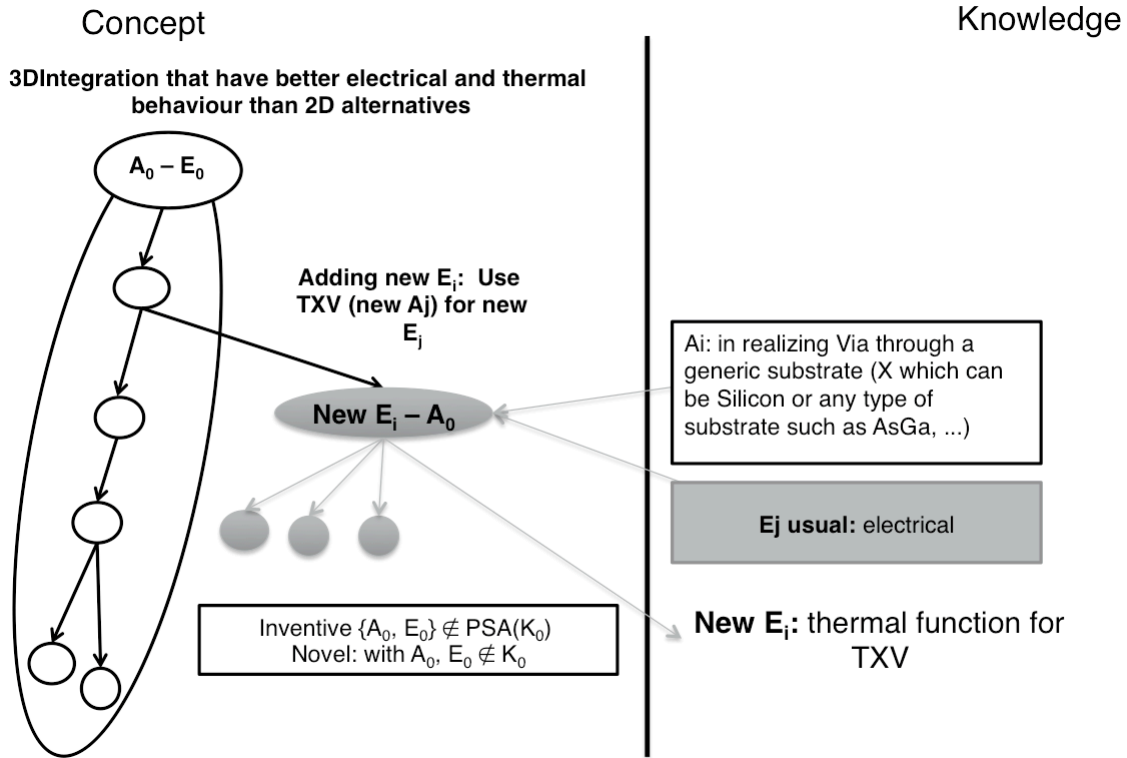 Concept
Knowledge
3DIntegration that have better electrical and thermal
behaviour than 2D alternatives
A₀ – E₀
Adding new Eᵢ: Use
TXV (new Aj) for new
Eⱼ
New Eᵢ – A₀
Ai: in realizing Via through a
generic substrate (X which can
be Silicon or any type of
substrate such as AsGa, ...)
Ej usual: electrical
Inventive {A₀, E₀} ∉ PSA(K₀)
Novel: with A₀, E₀ ∉ K₀
New Eᵢ: thermal function for
TXV